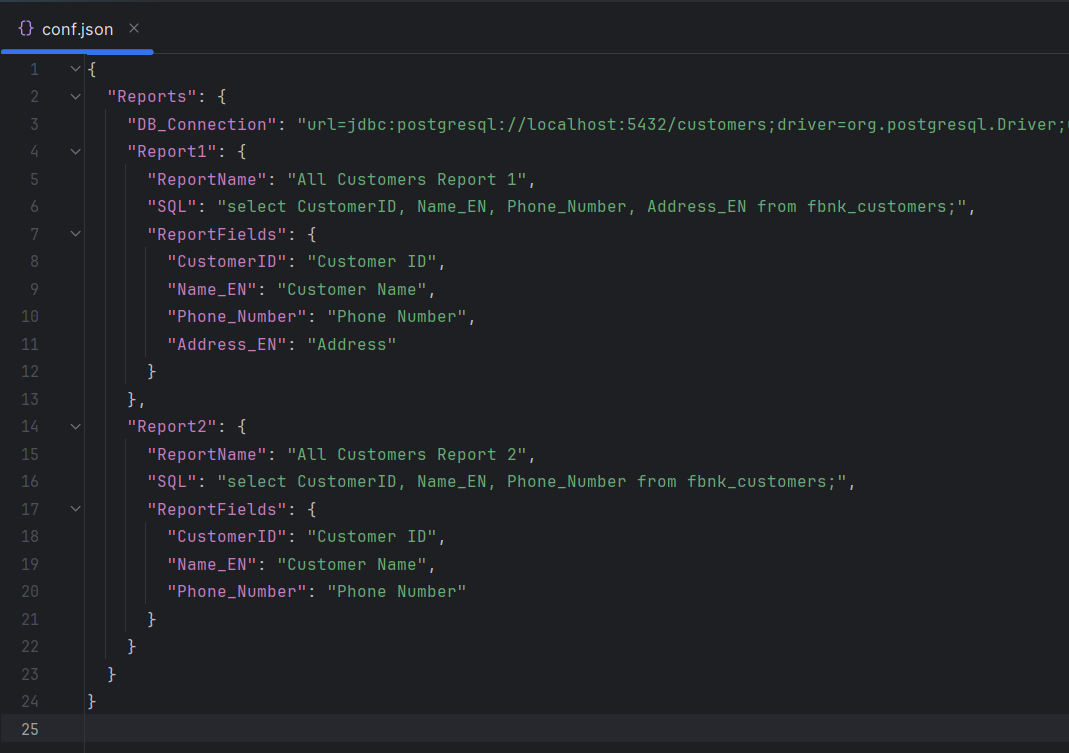 {} conf.json ×
1 {
2 "Reports": {
3 "DB_Connection": "url=jdbc:postgresql://localhost:5432/customers;driver=org.postgresql.Driver;
4 "Report1": {
5 "ReportName": "All Customers Report 1",
6 "SQL": "select CustomerID, Name_EN, Phone_Number, Address_EN from fbnk_customers;",
7 "ReportFields": {
8 "CustomerID": "Customer ID",
9 "Name_EN": "Customer Name",
10 "Phone_Number": "Phone Number",
11 "Address_EN": "Address"
12 }
13 },
14 "Report2": {
15 "ReportName": "All Customers Report 2",
16 "SQL": "select CustomerID, Name_EN, Phone_Number from fbnk_customers;",
17 "ReportFields": {
18 "CustomerID": "Customer ID",
19 "Name_EN": "Customer Name",
20 "Phone_Number": "Phone Number"
21 }
22 }
23 }
24 }
25